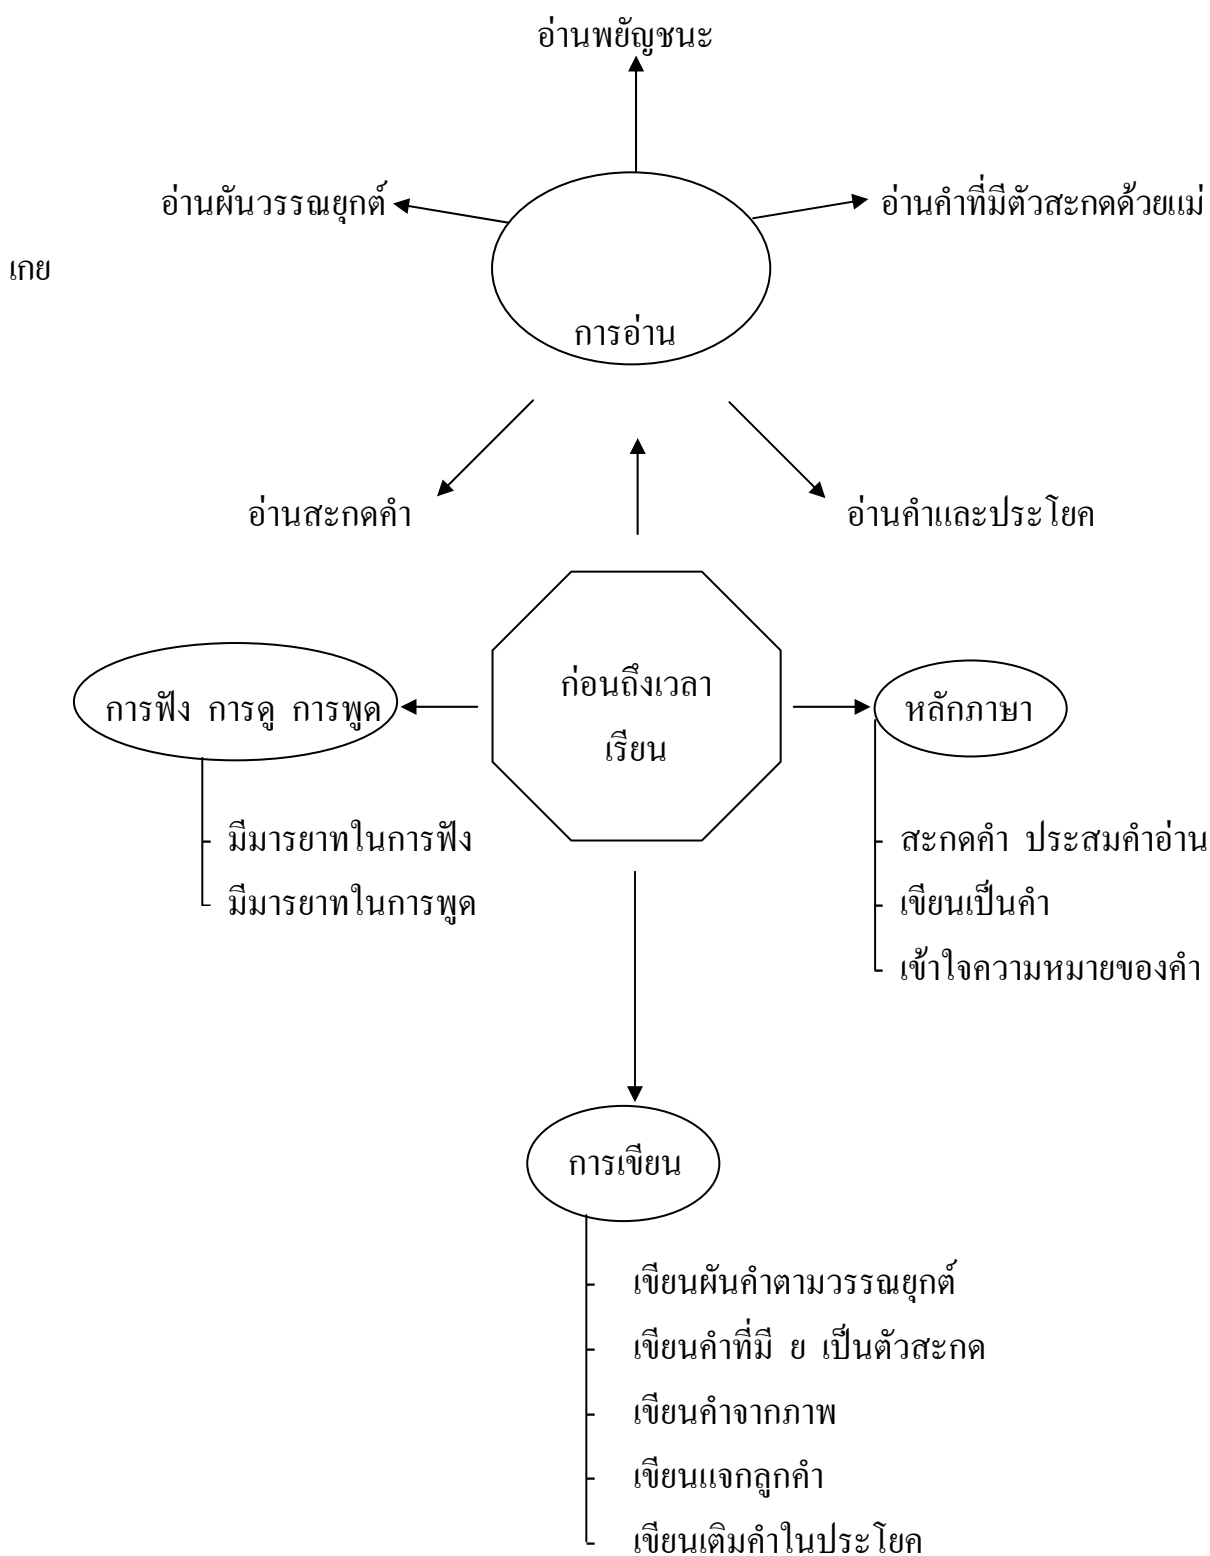 อ่านพยัญชนะ
อ่านผันวรรณยุกต์
อ่านคำที่มีตัวสะกดด้วยแม่
เกย
การอ่าน
อ่านสะกดคำ
อ่านคำและประโยค
ก่อนถึงเวลา
เรียน
การฟัง การดู การพูด
หลักภาษา
- มีมารยาทในการฟัง
- มีมารยาทในการพูด
- สะกดคำ ประสมคำอ่าน
- เขียนเป็นคำ
- เข้าใจความหมายของคำ
การเขียน
- เขียนผันคำตามวรรณยุกต์
- เขียนคำที่มี ย เป็นตัวสะกด
- เขียนคำจากภาพ
- เขียนแจกลูกคำ
- เขียนเติมคำในประโยค